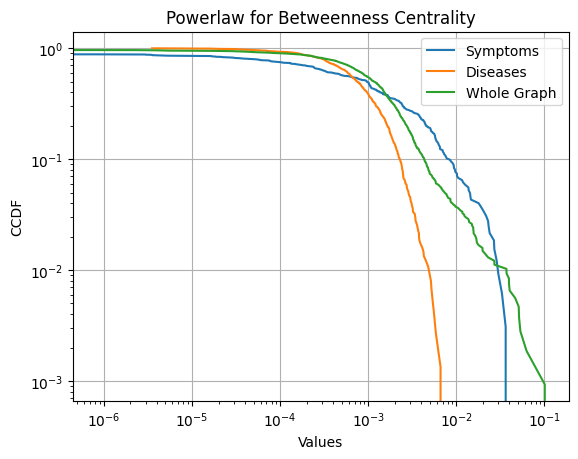 Powerlaw for Betweenness Centrality
Symptoms
Diseases
Whole Graph
CCDF
10⁰
10⁻¹
10⁻²
10⁻³
10⁻⁶
10⁻⁵
10⁻⁴
10⁻³
10⁻²
10⁻¹
Values